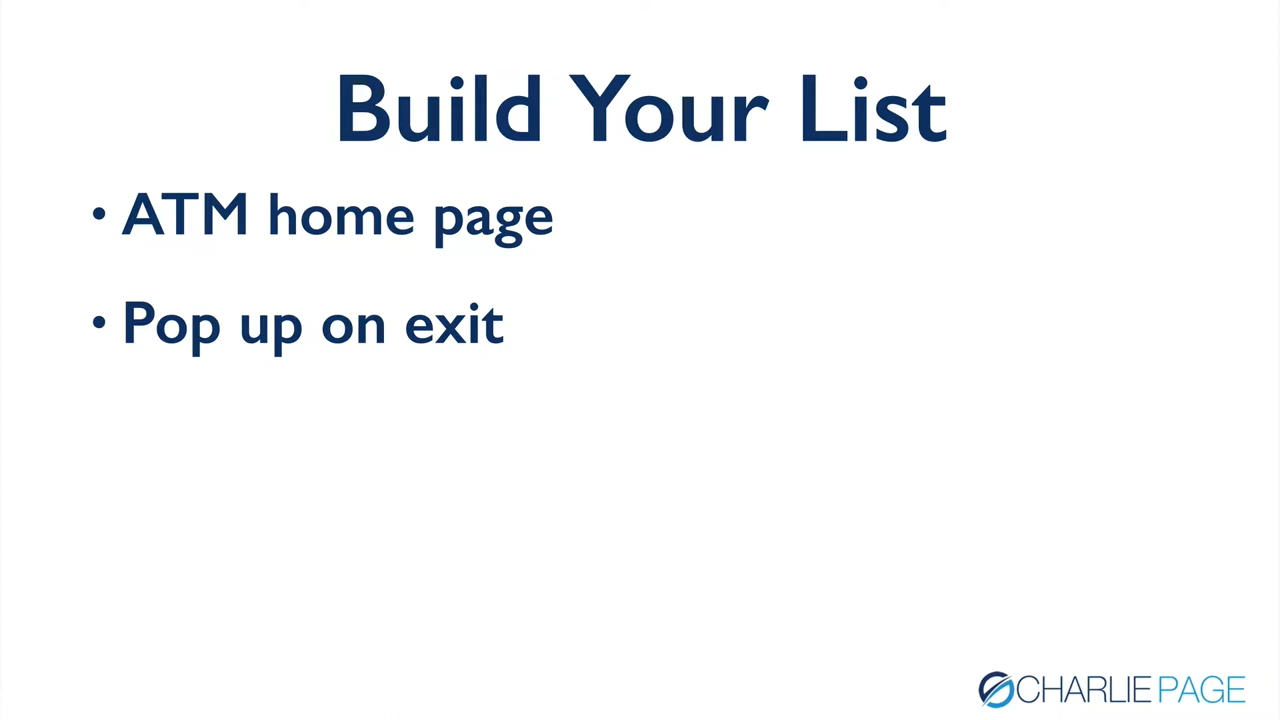 Build Your List
• ATM home page
• Pop up on exit
CHARLIE PAGE